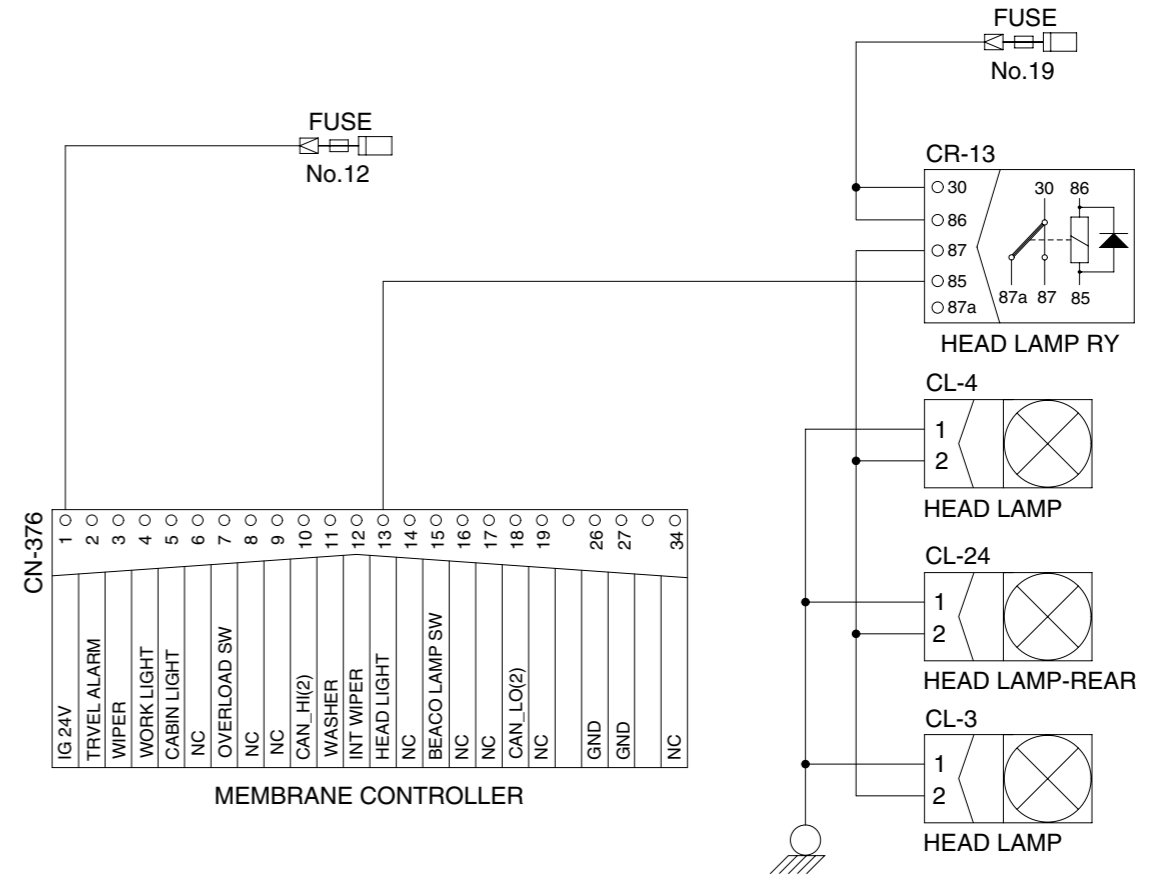 FUSE
No.19
FUSE
No.12
CR-13
30
86
87
85
87a
30 86
87a 87 85
HEAD LAMP RY
CL-4
1
2
HEAD LAMP
CL-24
1
2
HEAD LAMP-REAR
CL-3
1
2
HEAD LAMP
CN-376
1 2 3 4 5 6 7 8 9 10 11 12 13 14 15 16 17 18 19 26 27 34
IG 24V
TRVEL ALARM
WIPER
WORK LIGHT
CABIN LIGHT
NC
OVERLOAD SW
NC
NC
CAN_HI(2)
WASHER
INT WIPER
HEAD LIGHT
NC
BEACO LAMP SW
NC
NC
CAN_LO(2)
NC
GND
GND
NC
MEMBRANE CONTROLLER